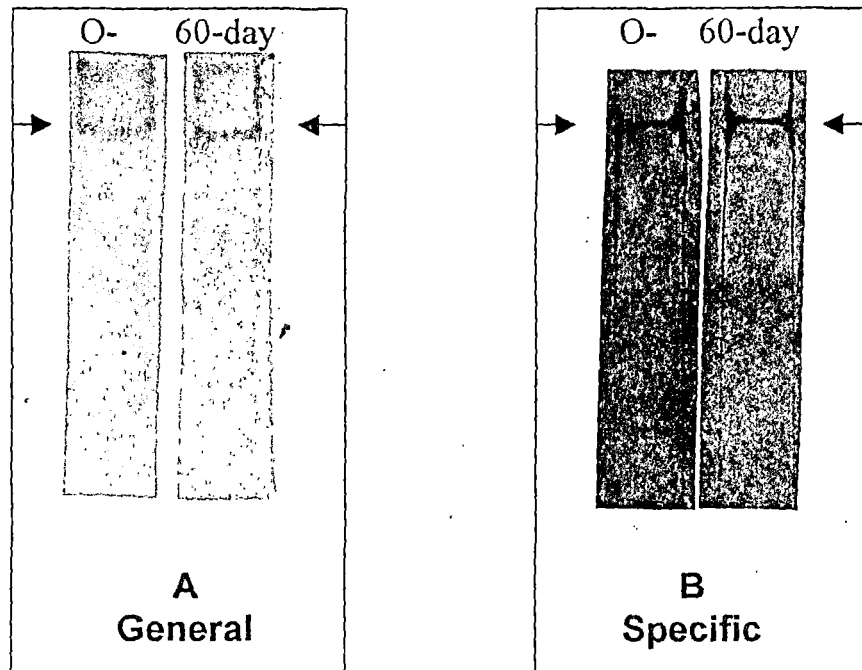 O- 60-day
A
General
O- 60-day
B
Specific